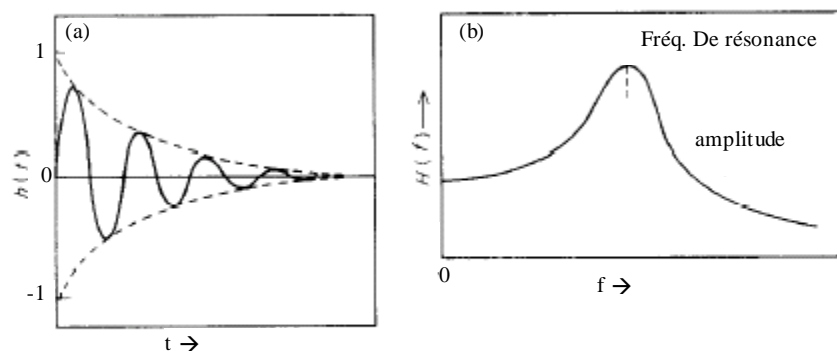 (a)
1
h(t)
0
-1
t →
(b)
Fréq. De résonance
H(f) →
amplitude
0
f →